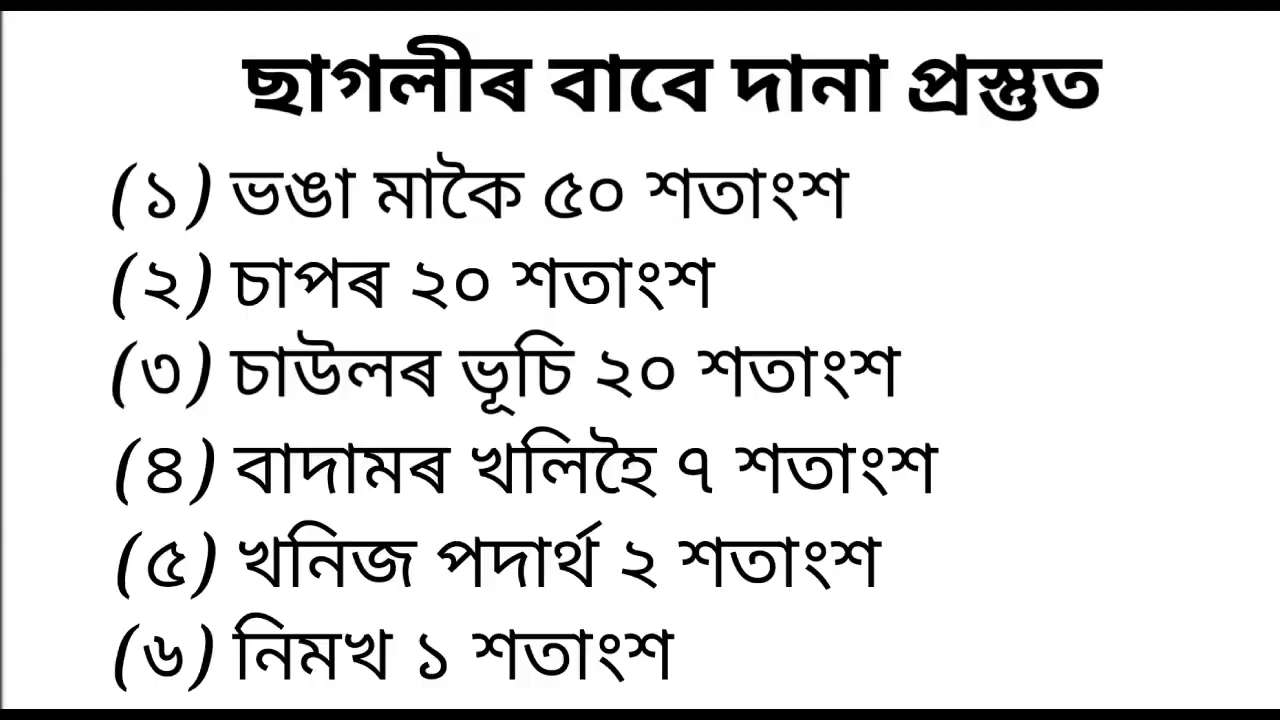 ছাগলীৰ বাবে দানা প্ৰস্তুত
(১) ভঙা মাকৈ ৫০ শতাংশ
(২) চাপৰ ২০ শতাংশ
(৩) চাউলৰ ভূচি ২০ শতাংশ
(৪) বাদামৰ খলিহৈ ৭ শতাংশ
(৫) খনিজ পদাৰ্থ ২ শতাংশ
(৬) নিমখ ১ শতাংশ